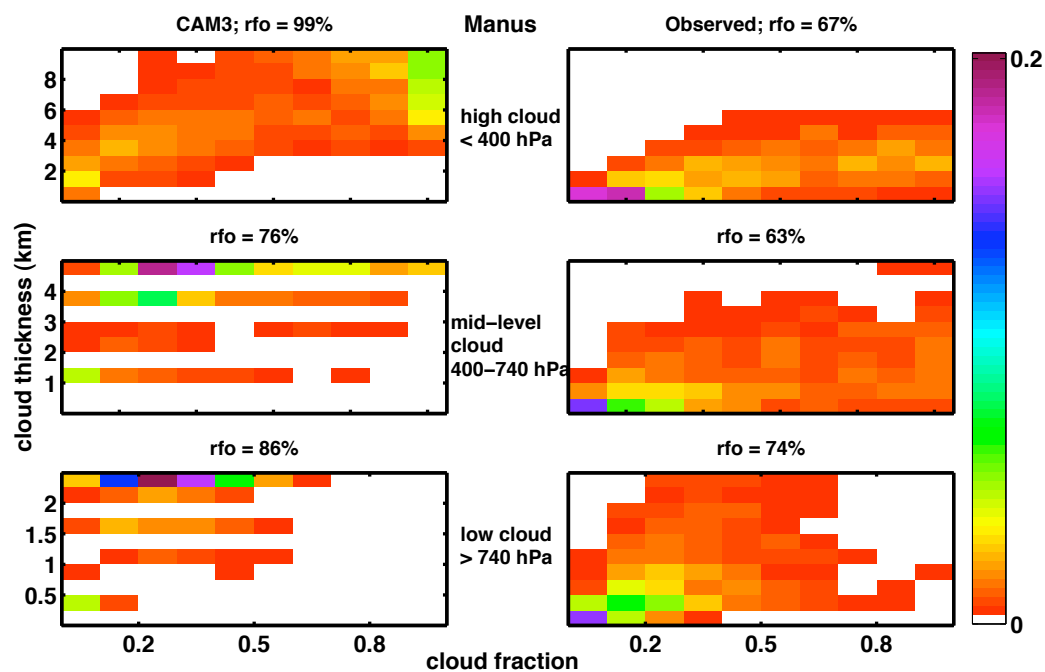 CAM3; rfo = 99%
Manus
Observed; rfo = 67%
8
6
4
2
high cloud
< 400 hPa
0.2
rfo = 76%
rfo = 63%
cloud thickness (km)
4
3
2
1
mid−level
cloud
400−740 hPa
rfo = 86%
rfo = 74%
2
1.5
1
0.5
low cloud
> 740 hPa
0
0.2
0.5
0.8
0.2
0.5
0.8
cloud fraction